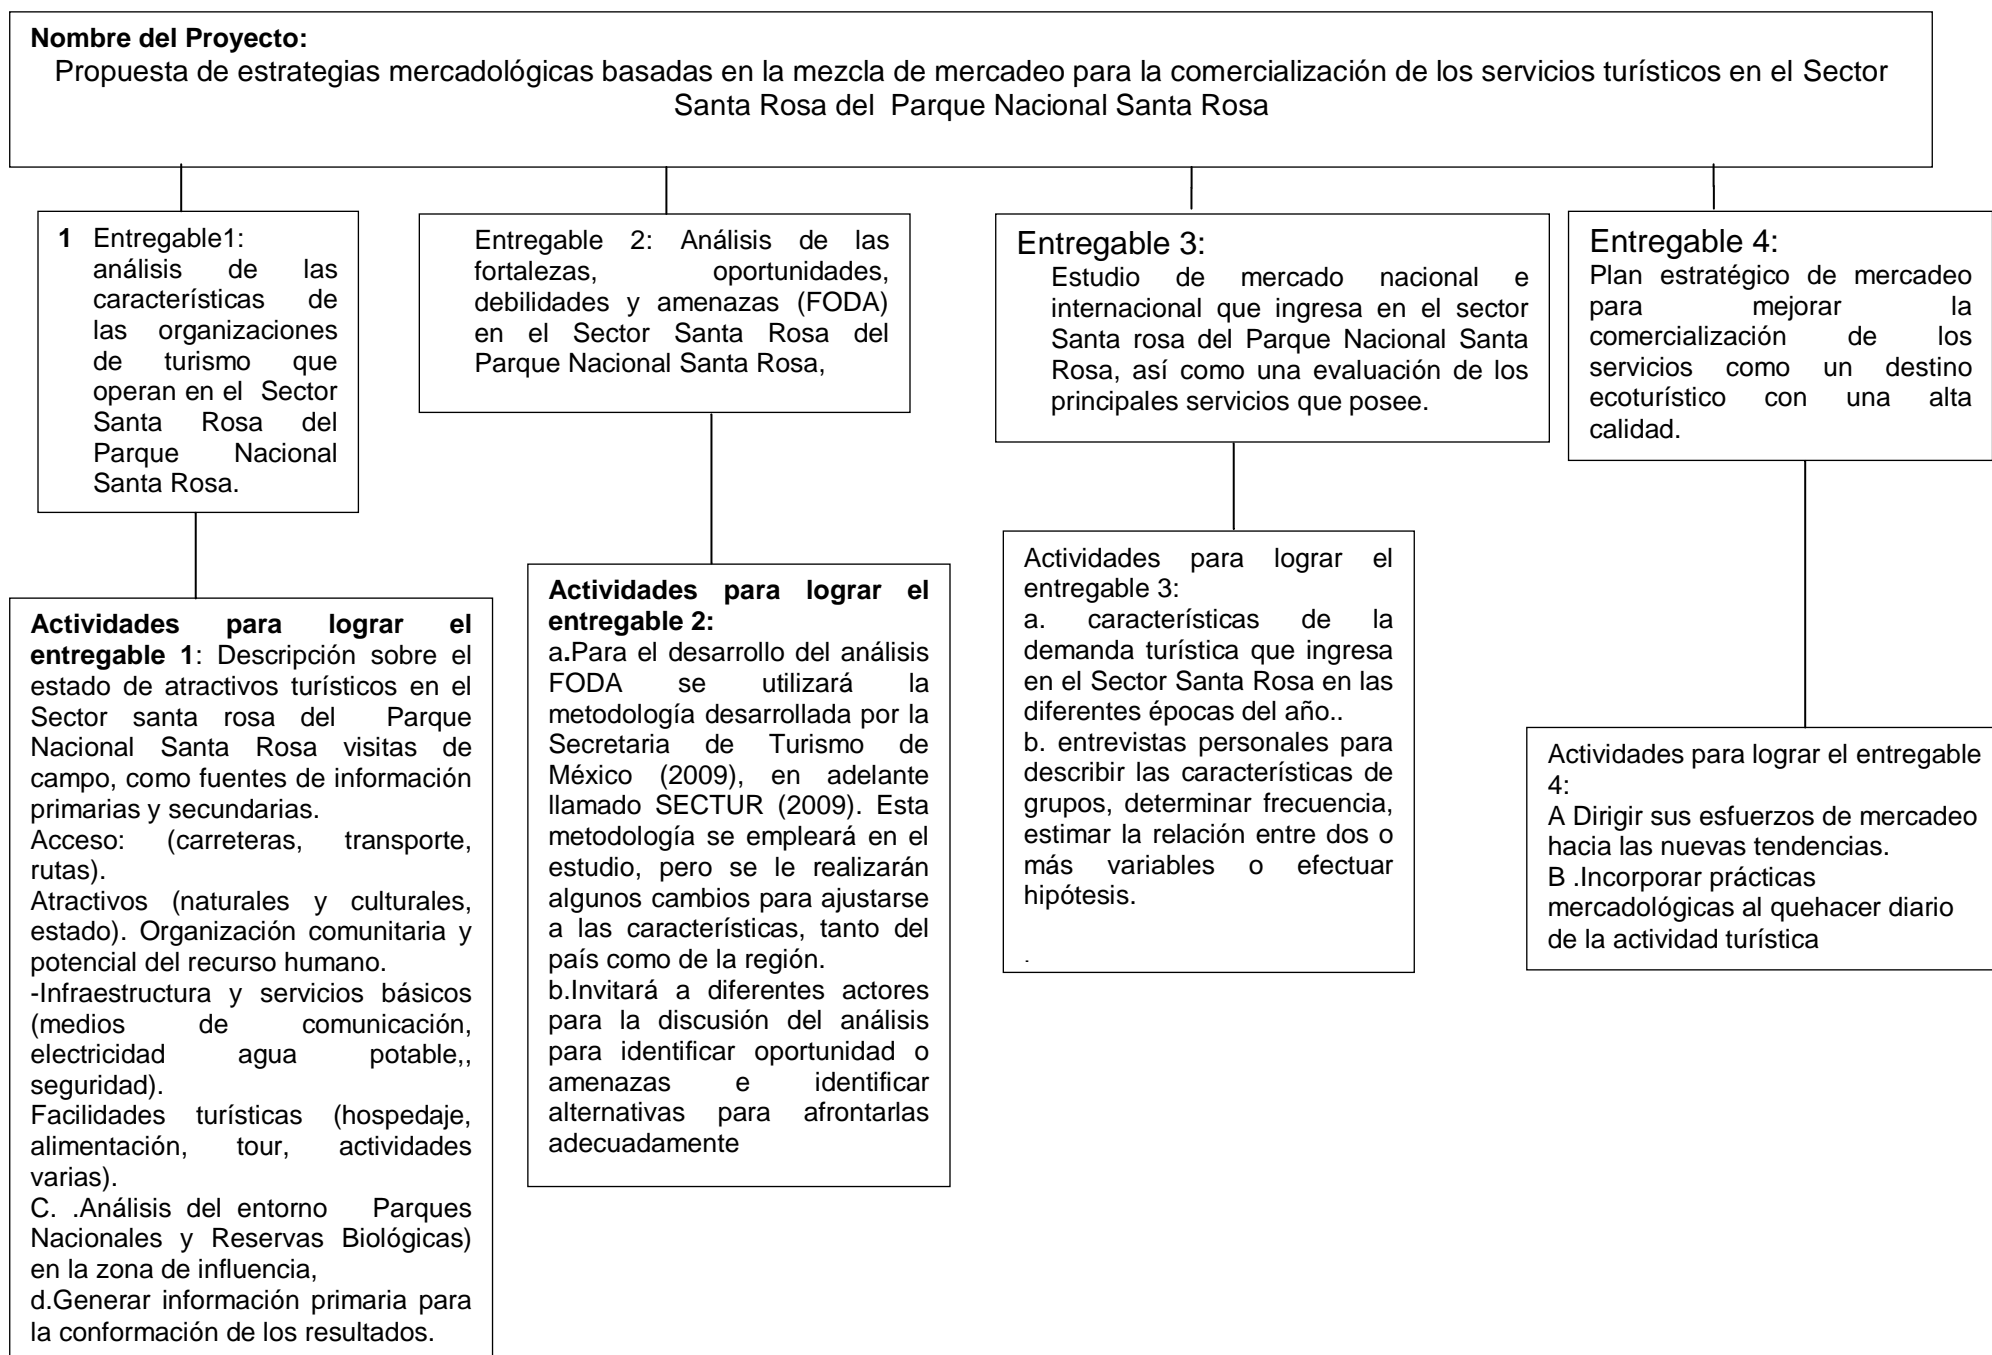 Nombre del Proyecto:
Propuesta de estrategias mercadológicas basadas en la mezcla de mercadeo para la comercialización de los servicios turísticos en el Sector
Santa Rosa del Parque Nacional Santa Rosa
1 Entregable1:
análisis de las
características de
las organizaciones
de turismo que
operan en el Sector
Santa Rosa del
Parque Nacional
Santa Rosa.
Entregable 2: Análisis de las
fortalezas, oportunidades,
debilidades y amenazas (FODA)
en el Sector Santa Rosa del
Parque Nacional Santa Rosa,
Entregable 3:
Estudio de mercado nacional e
internacional que ingresa en el sector
Santa rosa del Parque Nacional Santa
Rosa, así como una evaluación de los
principales servicios que posee.
Entregable 4:
Plan estratégico de mercadeo
para mejorar la
comercialización de los
servicios como un destino
ecoturístico con una alta
calidad.
Actividades para lograr el
entregable 1: Descripción sobre el
estado de atractivos turísticos en el
Sector santa rosa del Parque
Nacional Santa Rosa visitas de
campo, como fuentes de información
primarias y secundarias.
Acceso: (carreteras, transporte,
rutas).
Atractivos (naturales y culturales,
estado). Organización comunitaria y
potencial del recurso humano.
-Infraestructura y servicios básicos
(medios de comunicación,
electricidad agua potable,,
seguridad).
Facilidades turísticas (hospedaje,
alimentación, tour, actividades
varias).
C. .Análisis del entorno Parques
Nacionales y Reservas Biológicas)
en la zona de influencia,
d.Generar información primaria para
la conformación de los resultados.
Actividades para lograr el
entregable 2:
a.Para el desarrollo del análisis
FODA se utilizará la
metodología desarrollada por la
Secretaria de Turismo de
México (2009), en adelante
llamado SECTUR (2009). Esta
metodología se empleará en el
estudio, pero se le realizarán
algunos cambios para ajustarse
a las características, tanto del
país como de la región.
b.Invitará a diferentes actores
para la discusión del análisis
para identificar oportunidad o
amenazas e identificar
alternativas para afrontarlas
adecuadamente
Actividades para lograr el
entregable 3:
a. características de la
demanda turística que ingresa
en el Sector Santa Rosa en las
diferentes épocas del año..
b. entrevistas personales para
describir las características de
grupos, determinar frecuencia,
estimar la relación entre dos o
más variables o efectuar
hipótesis.
.
Actividades para lograr el entregable
4:
A Dirigir sus esfuerzos de mercadeo
hacia las nuevas tendencias.
B .Incorporar prácticas
mercadológicas al quehacer diario
de la actividad turística